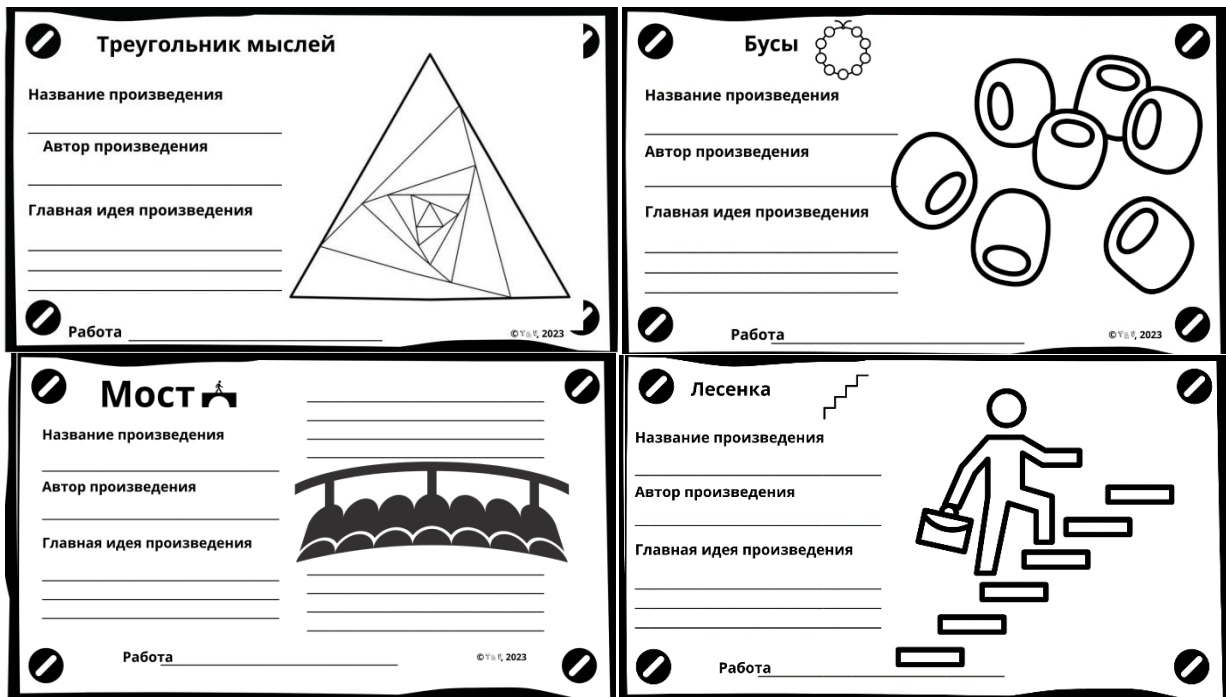 Треугольник мыслей
Название произведения
Автор произведения
Главная идея произведения
Работа
©, 2023
Бусы
Название произведения
Автор произведения
Главная идея произведения
Работа
©, 2023
Мост
Название произведения
Автор произведения
Главная идея произведения
Работа
©, 2023
Лесенка
Название произведения
Автор произведения
Главная идея произведения
Работа